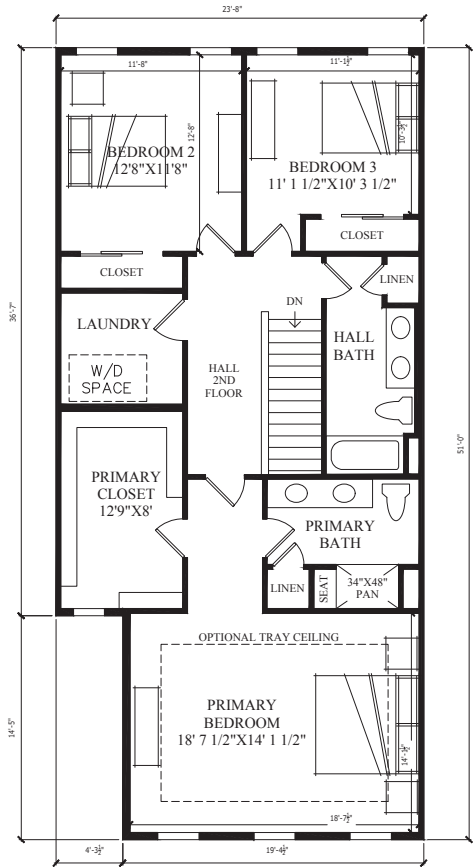 23'-8"
11'-8"
11'-1½"
12'-8"
10'-3½"
BEDROOM 2
12'8"X11'8"
BEDROOM 3
11' 1 1/2"X10' 3 1/2"
CLOSET
CLOSET
LINEN
36'-7"
51'-0"
LAUNDRY
W/D
SPACE
HALL
2ND
FLOOR
DN
HALL
BATH
PRIMARY
CLOSET
12'9"X8'
PRIMARY
BATH
LINEN
SEAT
34"X48"
PAN
OPTIONAL TRAY CEILING
PRIMARY
BEDROOM
18' 7 1/2"X14' 1 1/2"
14'-1½"
14'-5"
18'-7½"
4'-3½"
19'-4½"